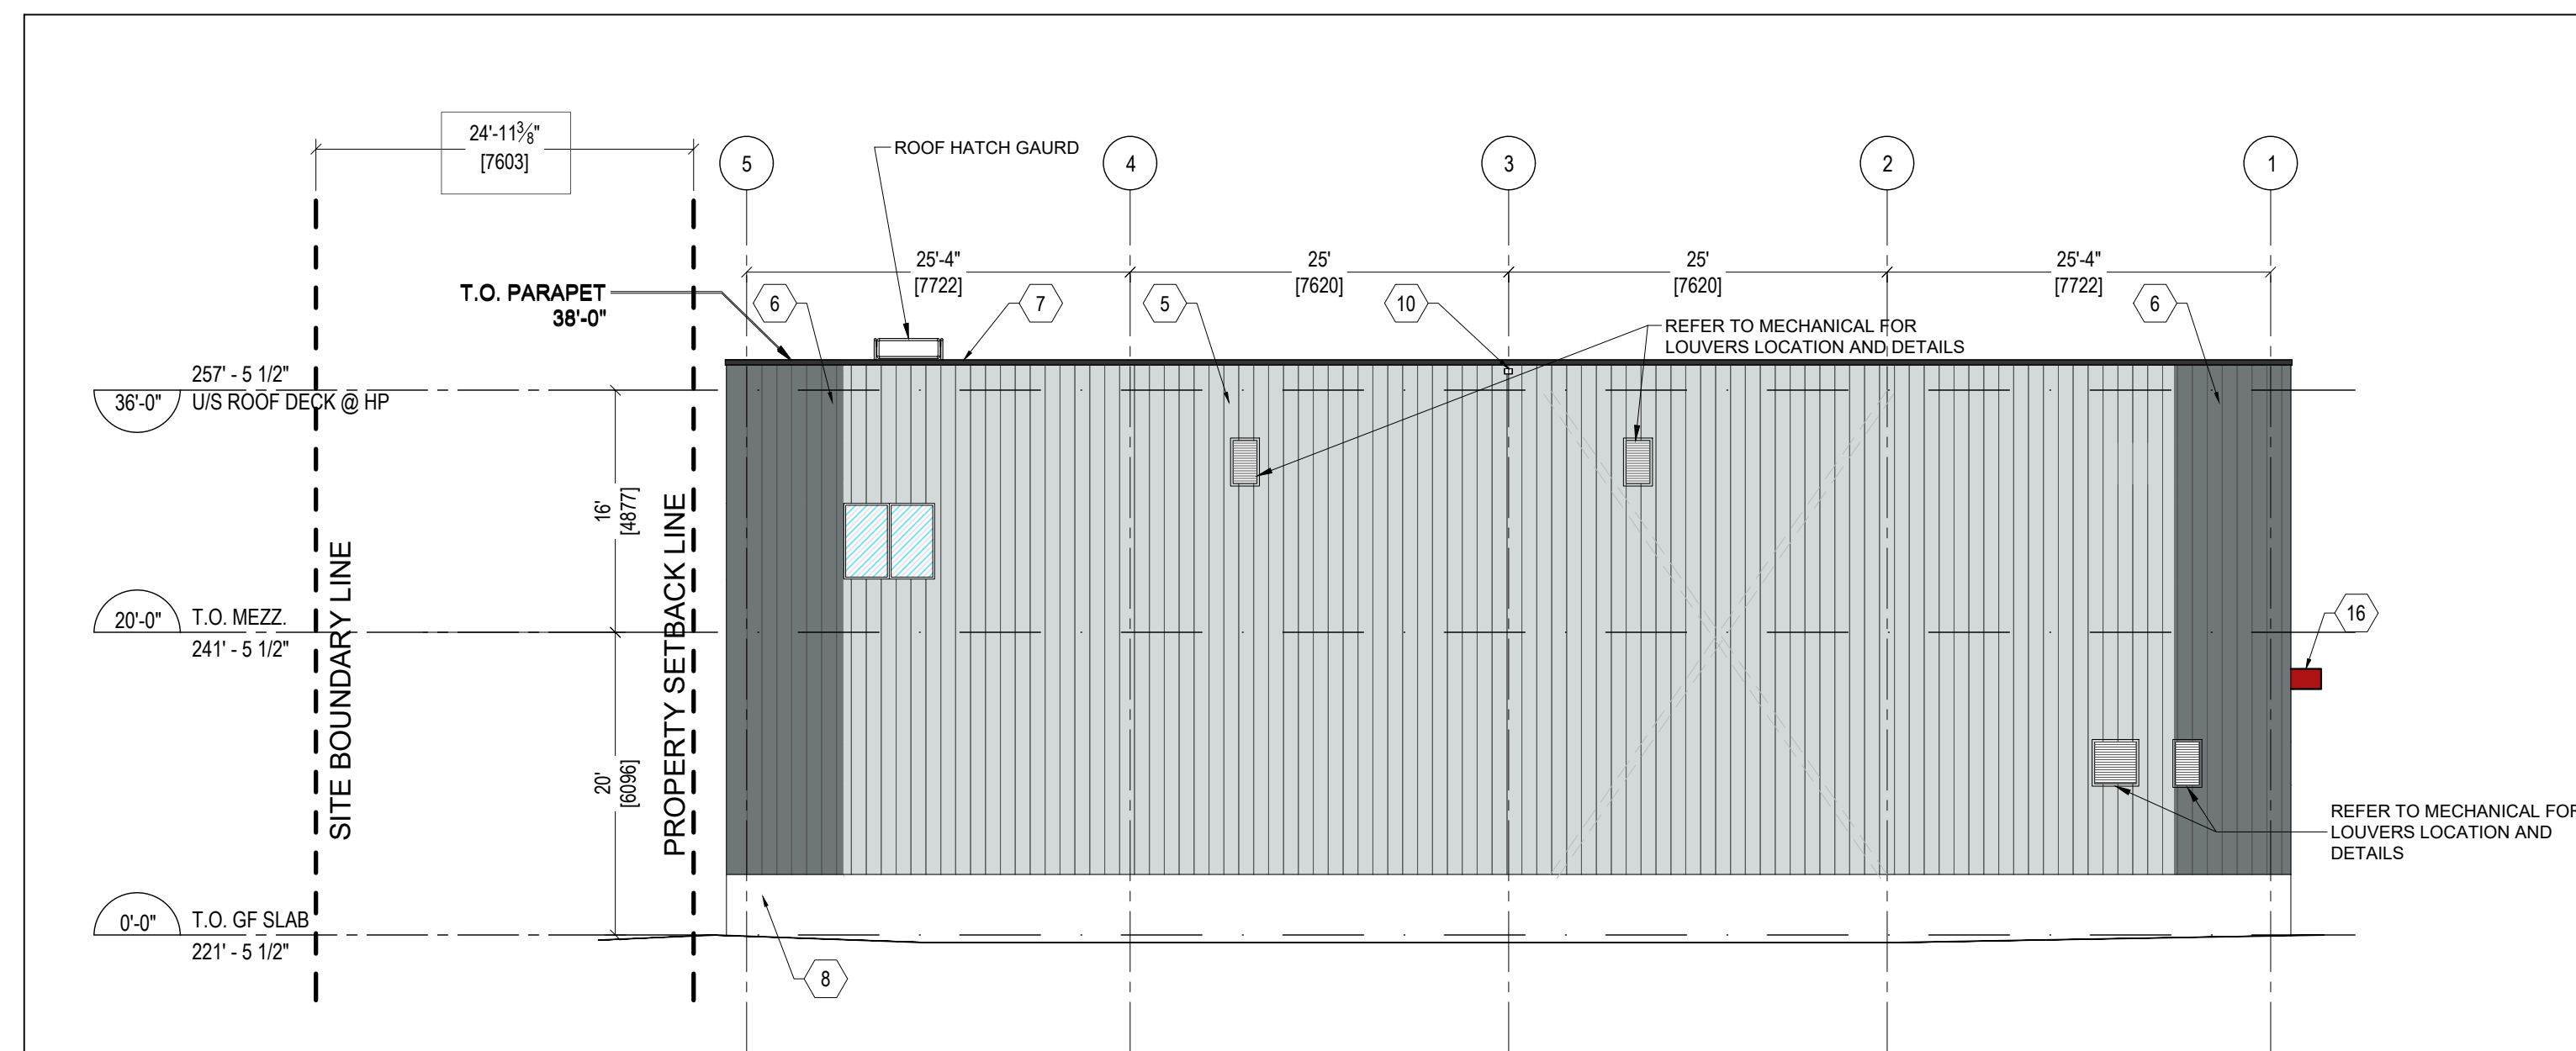 24'-11 3/8"
[7603]
ROOF HATCH GAURD
5
4
3
2
1
25'-4"
[7722]
25'
[7620]
25'
[7620]
25'-4"
[7722]
T.O. PARAPET
38'-0"
6
7
5
10
6
REFER TO MECHANICAL FOR
LOUVERS LOCATION AND DETAILS
257' - 5 1/2"
36'-0"
U/S ROOF DECK @ HP
16'
[4877]
SITE BOUNDARY LINE
PROPERTY SETBACK LINE
20'-0"
T.O. MEZZ.
241' - 5 1/2"
16
20'
[6096]
REFER TO MECHANICAL FOR
LOUVERS LOCATION AND
DETAILS
0'-0"
T.O. GF SLAB
221' - 5 1/2"
8